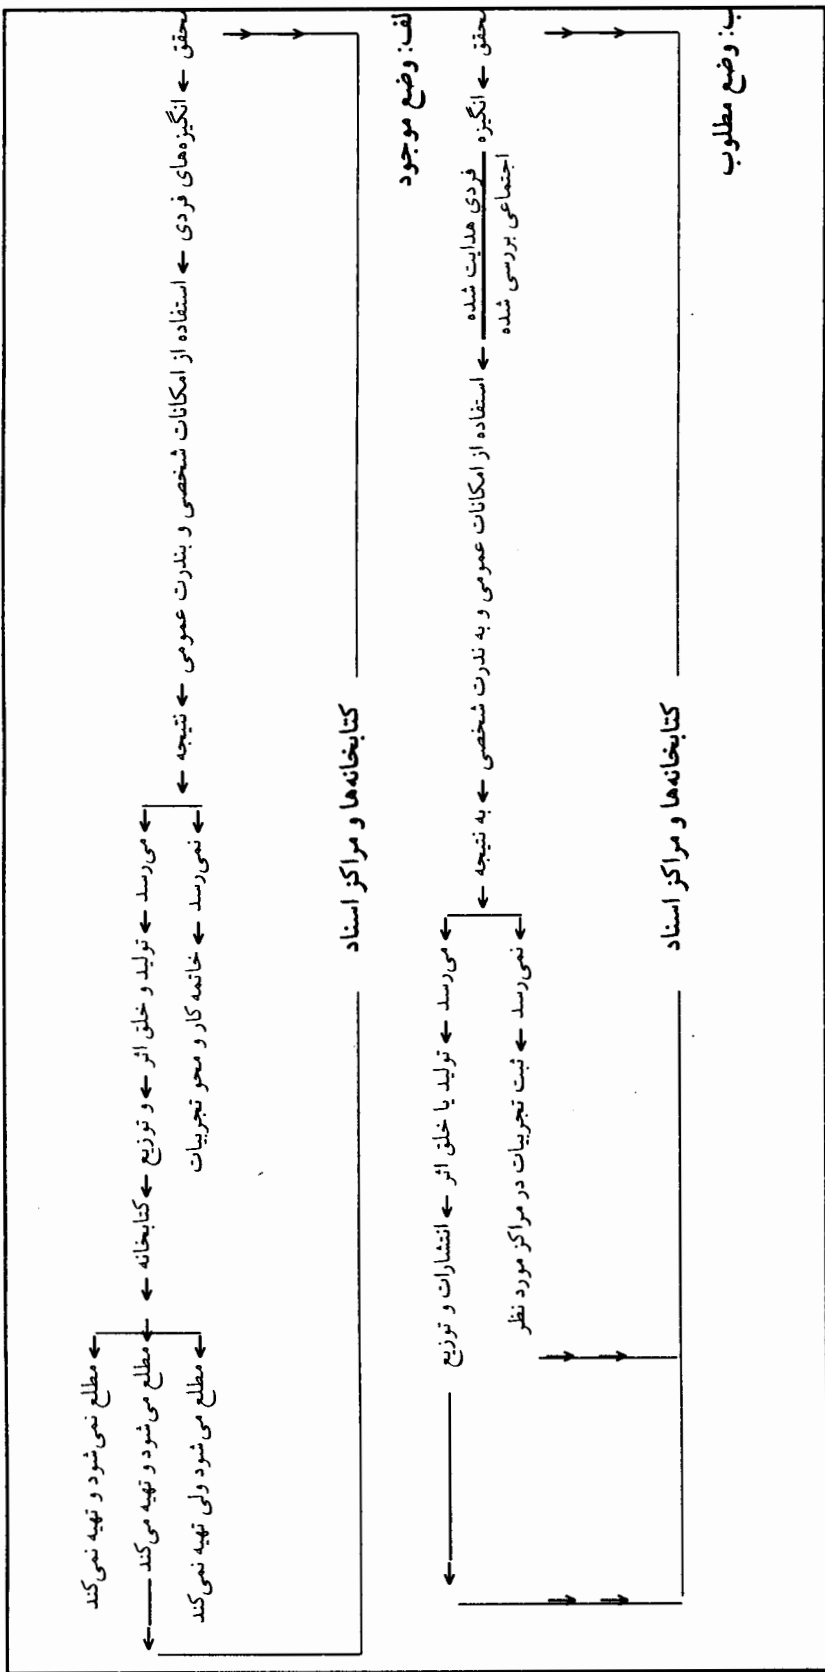 محقق ← انگیزه‌های فردی ← استفاده از امکانات شخصی و بندرت عمومی ← نتیجه ←
می‌رسد ← تولید و خلق اثر ← و توزیع ← کتابخانه ←
نمی‌رسد ← خاتمه کار و محو تجربیات
مطلع نمی‌شود و تهیه نمی‌کند
مطلع می‌شود و تهیه می‌کند
مطلع می‌شود ولی تهیه نمی‌کند
کتابخانه‌ها و مراکز اسناد
لف: وضع موجود
محقق ← انگیزه
فردی هدایت شده
اجتماعی بررسی شده
← استفاده از امکانات عمومی و به ندرت شخصی ← به نتیجه ←
می‌رسد ← تولید یا خلق اثر ← انتشارات و توزیع
نمی‌رسد ← ثبت تجربیات در مراکز مورد نظر
کتابخانه‌ها و مراکز اسناد
ب: وضع مطلوب